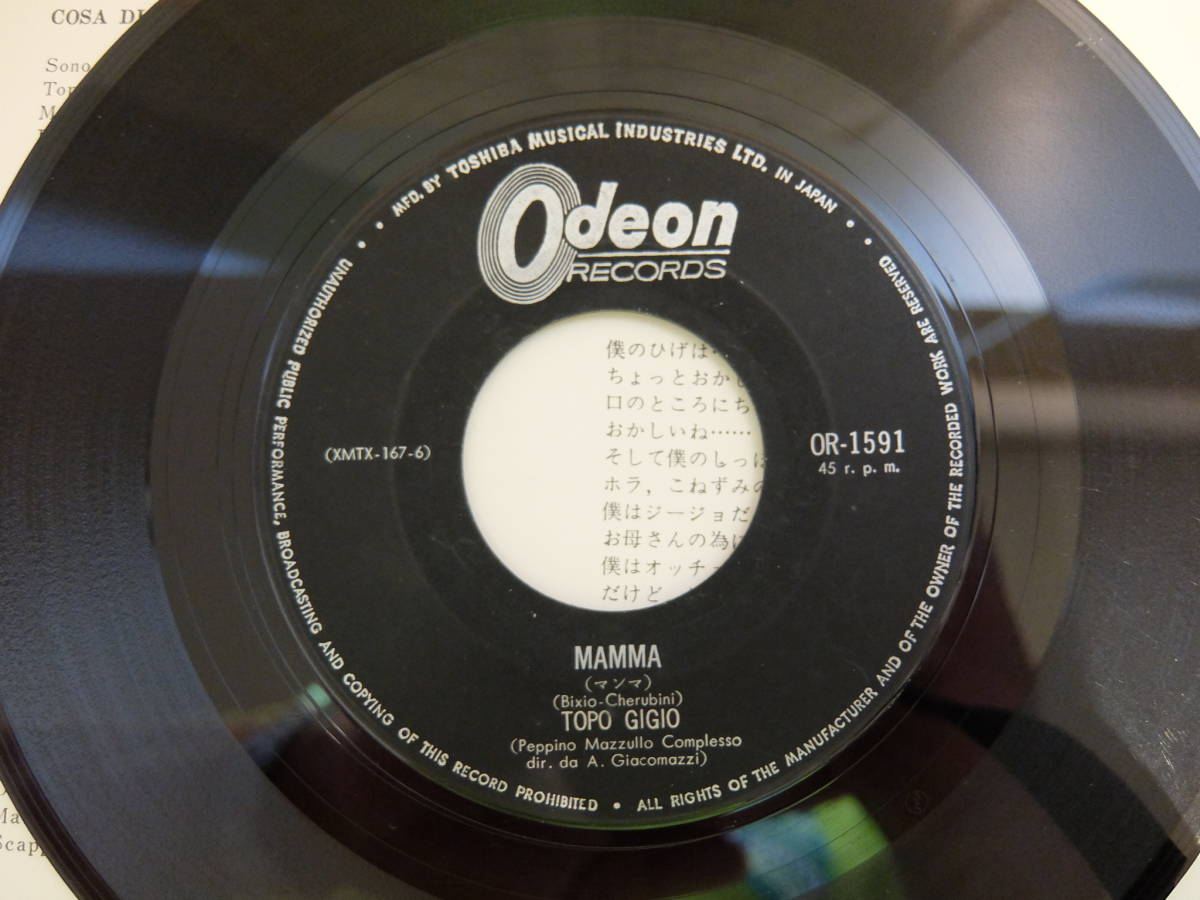 COSA DI
Sono
MFD. BY TOSHIBA MUSICAL INDUSTRIES LTD. IN JAPAN
Odeon
RECORDS
UNAUTHORIZED PUBLIC PERFORMANCE, BROADCASTING AND COPYING OF THIS RECORD PROHIBITED • ALL RIGHTS OF THE MANUFACTURER AND OF THE OWNER OF THE RECORDED WORK ARE RESERVED
僕のひげは…
ちょっとおかし
口のところにち
おかしいね……
そして僕のしっぽ
ホラ，こねずみの
僕はジージョだ
お母さんの為に
僕はオッチー
だけど
(XMTX-167-6)
OR-1591
45 r. p. m.
MAMMA
(マンマ)
(Bixio-Cherubini)
TOPO GIGIO
(Peppino Mazzullo Complesso
dir. da A. Giacomazzi)
Ma
Scapp